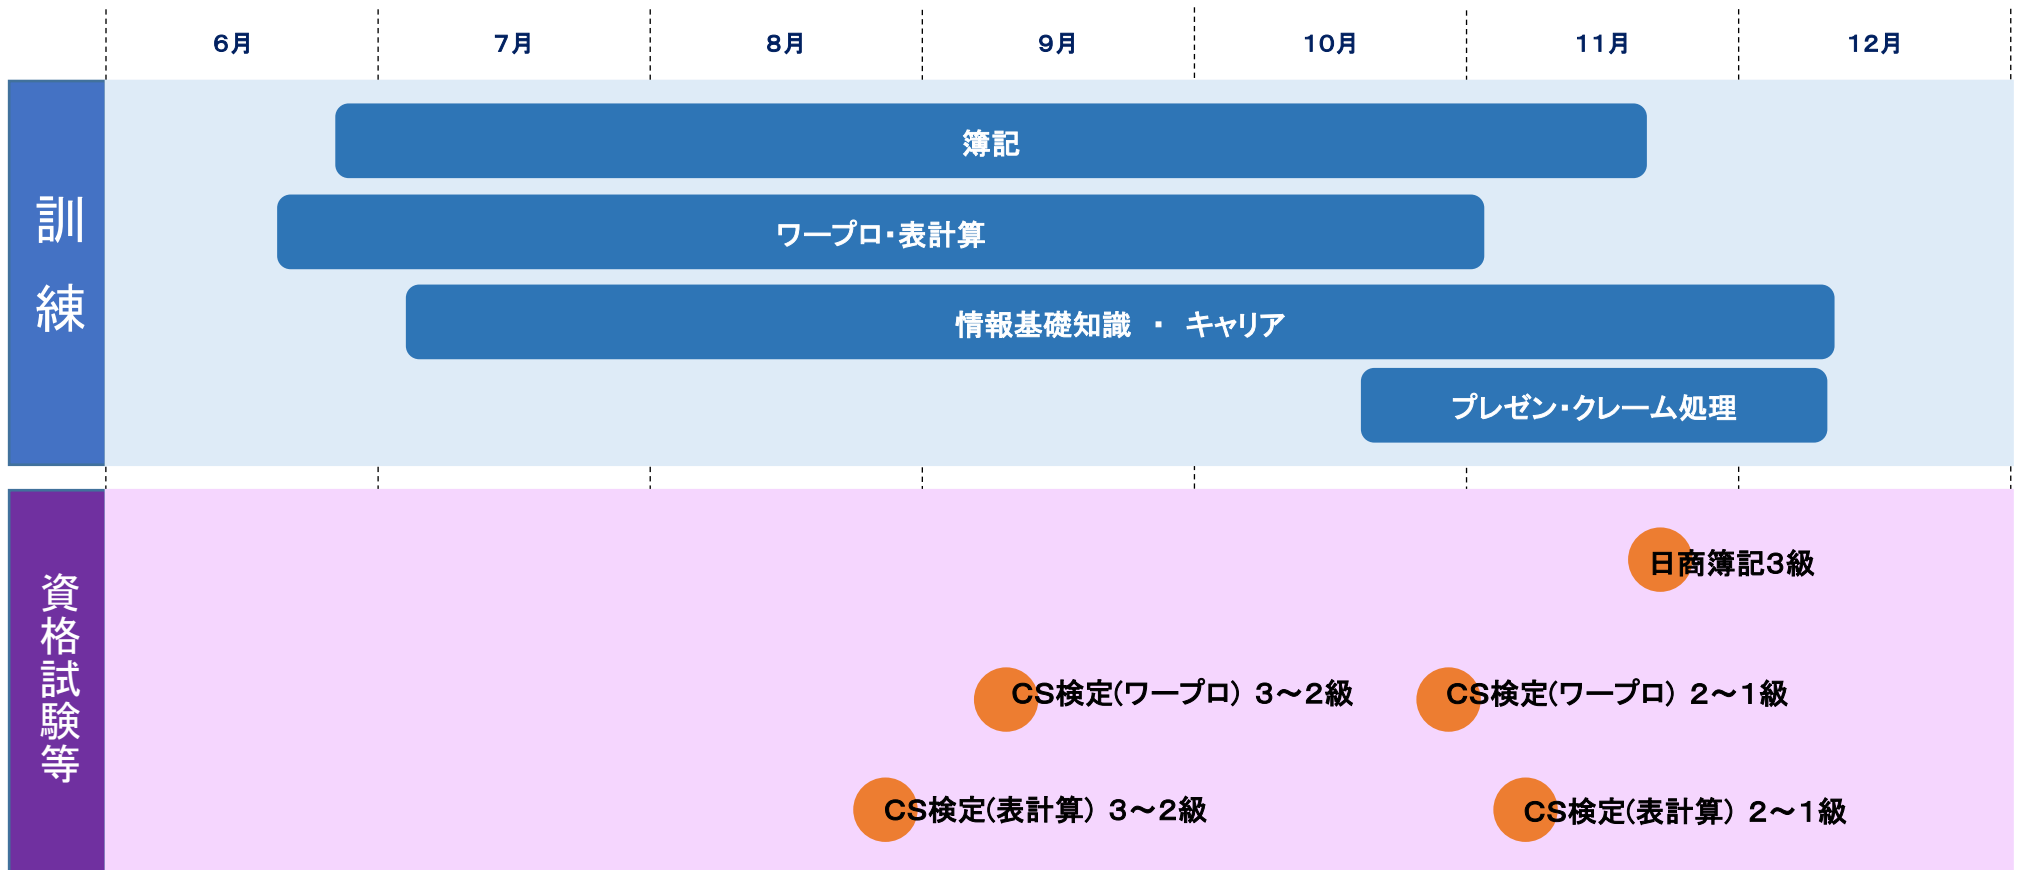 6月 7月 8月 9月 10月 11月 12月
訓練
簿記
ワープロ・表計算
情報基礎知識 ・ キャリア
プレゼン・クレーム処理
資格試験等
日商簿記3級
CS検定(ワープロ) 3～2級
CS検定(ワープロ) 2～1級
CS検定(表計算) 3～2級
CS検定(表計算) 2～1級